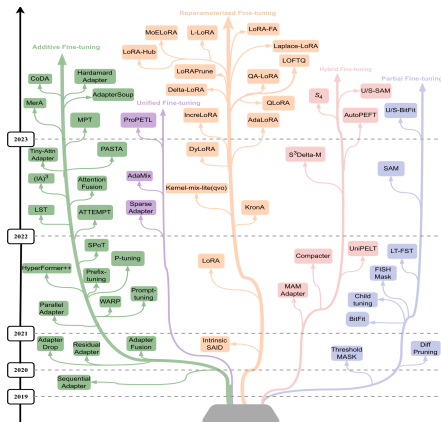 Reparameterized Fine-tuning
MoELoRA
L-LoRA
LoRA-FA
LoRA-Hub
Laplace-LoRA
Additive Fine-tuning
LoRAPrune
LOFTQ
Hybrid Fine-tuning
CoDA
Hardamard
Adapter
QA-LoRA
Partial Fine-tuning
AdapterSoup
Delta-LoRA
S4
U/S-SAM
MerA
Unified Fine-tuning
QLoRA
MPT
ProPETL
IncreLoRA
AdaLoRA
AutoPEFT
U/S-BitFit
2023
Tiny-Attn
Adapter
PASTA
DyLoRA
S³Delta-M
(IA)³
Attention
Fusion
AdaMix
Kernel-mix-lite(qvo)
SAM
LST
ATTEMPT
Sparse
Adapter
KronA
2022
SPoT
P-tuning
LoRA
Compacter
UniPELT
LT-FST
HyperFormer++
Prefix-
tuning
FISH
Mask
Parallel
Adapter
WARP
Prompt-
tuning
MAM
Adapter
Child-
tuning
BitFit
2021
Adapter
Drop
Residual
Adapter
Adapter
Fusion
Intrinsic
SAID
Threshold
MASK
Diff
Pruning
2020
Sequential
Adapter
2019